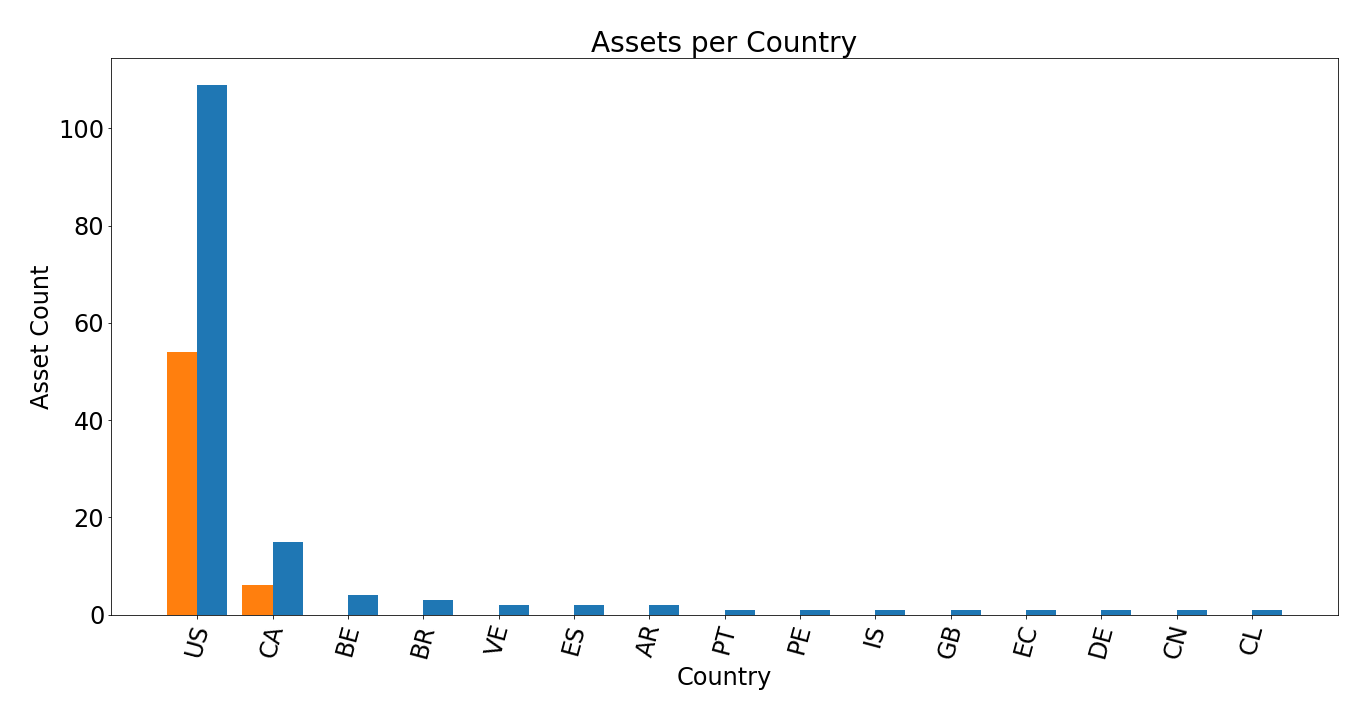 Assets per Country
Asset Count
100
80
60
40
20
0
US CA BE BR VE ES AR PT PE IS GB EC DE CN CL
Country